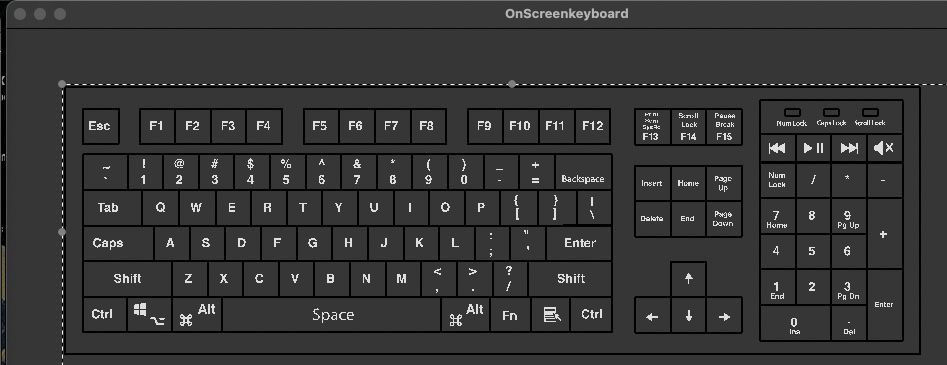 OnScreenkeyboard
Esc F1 F2 F3 F4 F5 F6 F7 F8 F9 F10 F11 F12
Prnt Scrn SysRq F13
Scroll Lock F14
Pause Break F15
Num Lock Caps Lock Scroll Lock
~ ` ! 1 @ 2 # 3 $ 4 % 5 ^ 6 & 7 * 8 ( 9 ) 0 _ - + = Backspace
Insert Home Page Up
Num Lock / * -
Tab Q W E R T Y U I O P { [ } ] | \
Delete End Page Down
7 Home 8 9 Pg Up +
Caps A S D F G H J K L : ; " ' Enter
4 5 6
Shift Z X C V B N M < , > . ? / Shift
↑
1 End 2 3 Pg Dn Enter
Ctrl ⌥ ⌘ Alt Space ⌘ Alt Fn Ctrl
← ↓ →
0 Ins . Del